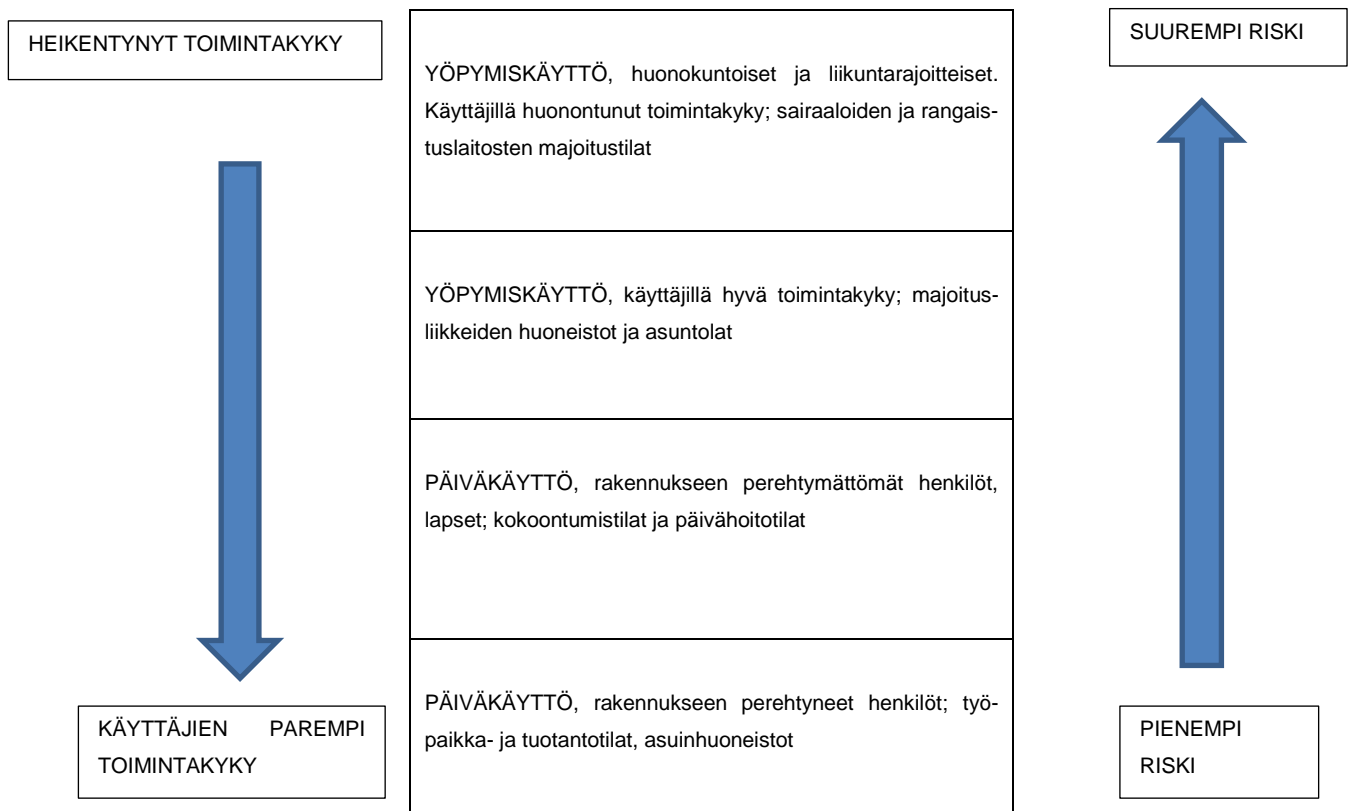 HEIKENTYNYT TOIMINTAKYKY
SUUREMPI RISKI
YÖPYMISKÄYTTÖ, huonokuntoiset ja liikuntarajoitteiset.
Käyttäjillä huonontunut toimintakyky; sairaaloiden ja rangais-
tuslaitosten majoitustilat
YÖPYMISKÄYTTÖ, käyttäjillä hyvä toimintakyky; majoitus-
liikkeiden huoneistot ja asuntolat
PÄIVÄKÄYTTÖ, rakennukseen perehtymättömät henkilöt,
lapset; kokoontumistilat ja päivähoitotilat
PÄIVÄKÄYTTÖ, rakennukseen perehtyneet henkilöt; työ-
paikka- ja tuotantotilat, asuinhuoneistot
KÄYTTÄJIEN PAREMPI
TOIMINTAKYKY
PIENEMPI
RISKI